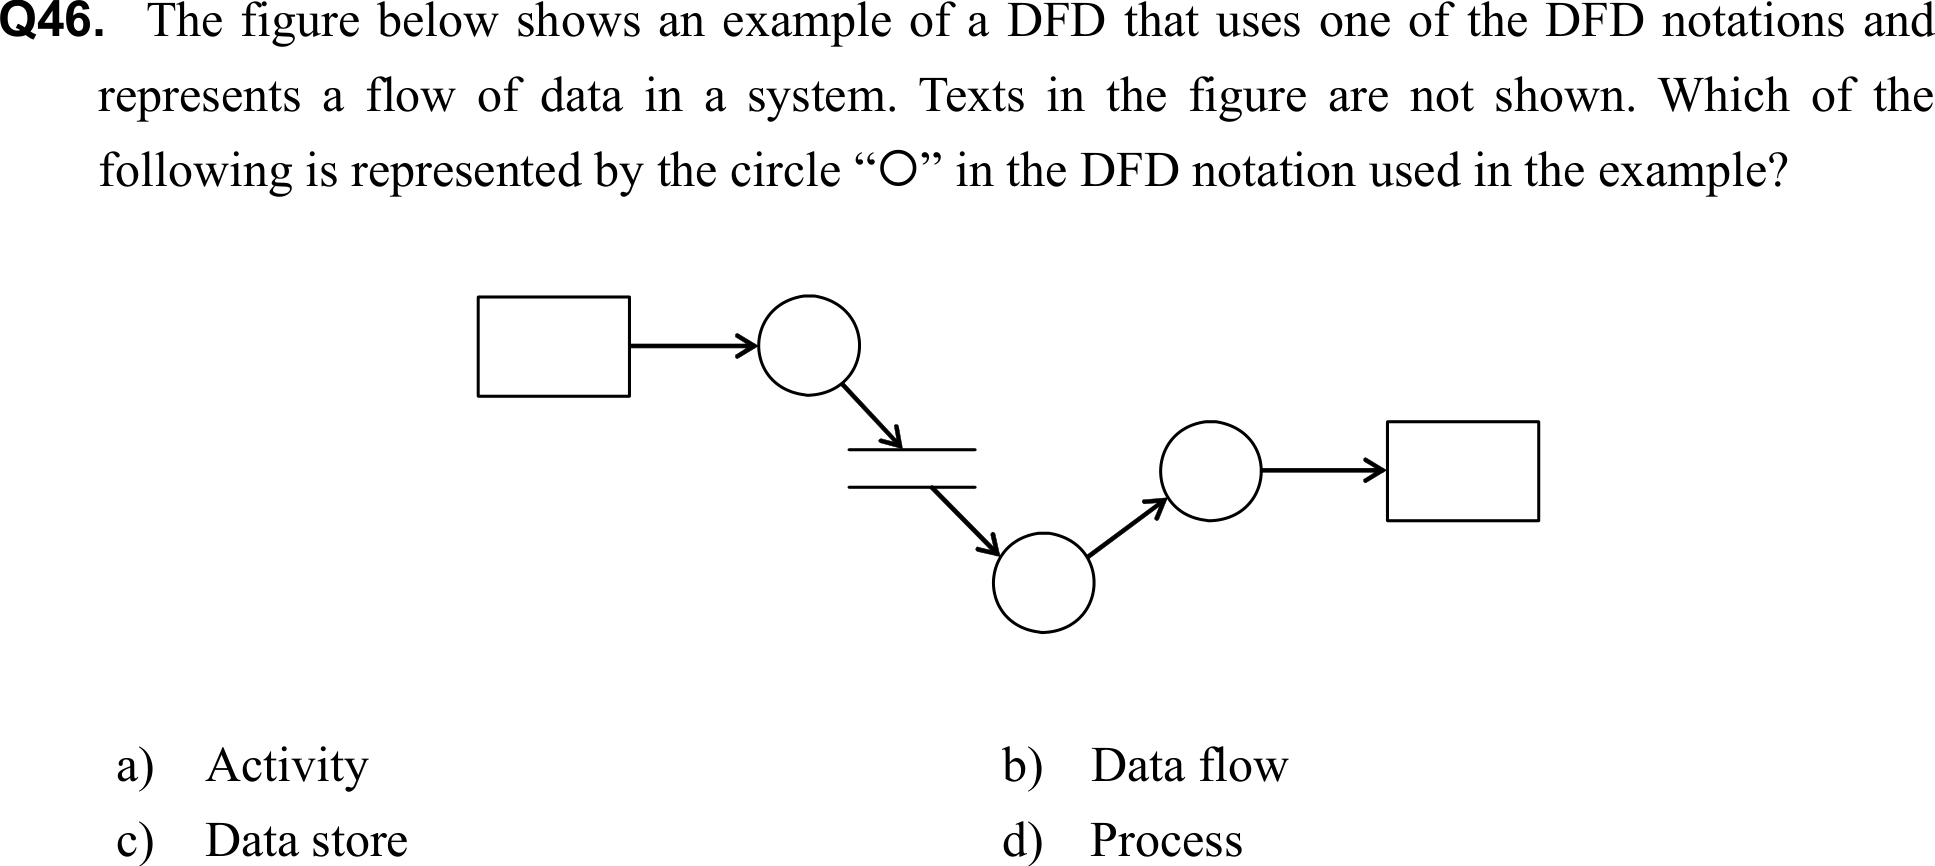 Q46. The figure below shows an example of a DFD that uses one of the DFD notations and
represents a flow of data in a system. Texts in the figure are not shown. Which of the
following is represented by the circle “○” in the DFD notation used in the example?
a) Activity b) Data flow
c) Data store d) Process